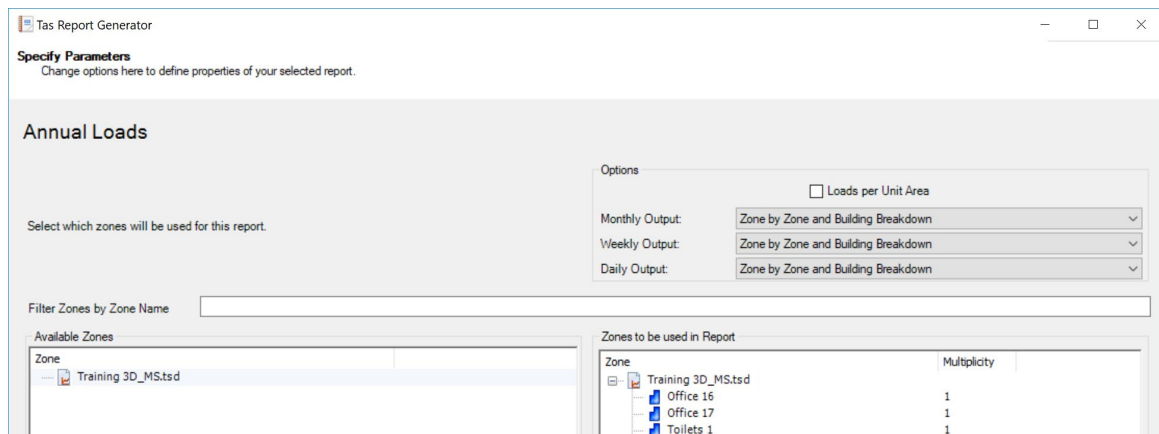 Tas Report Generator
Specify Parameters
Change options here to define properties of your selected report.
Annual Loads
Options
Loads per Unit Area
Select which zones will be used for this report.
Monthly Output: Zone by Zone and Building Breakdown
Weekly Output: Zone by Zone and Building Breakdown
Daily Output: Zone by Zone and Building Breakdown
Filter Zones by Zone Name
Available Zones
Zone
Training 3D_MS.tsd
Zones to be used in Report
Zone Multiplicity
Training 3D_MS.tsd
Office 16 1
Office 17 1
Toilets 1 1